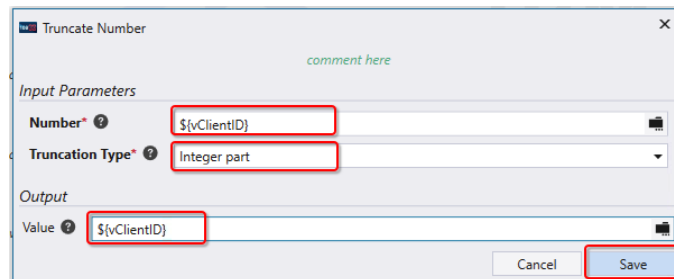 Truncate Number
comment here
Input Parameters
Number* ${vClientID}
Truncation Type* Integer part
Output
Value ${vClientID}
Cancel Save